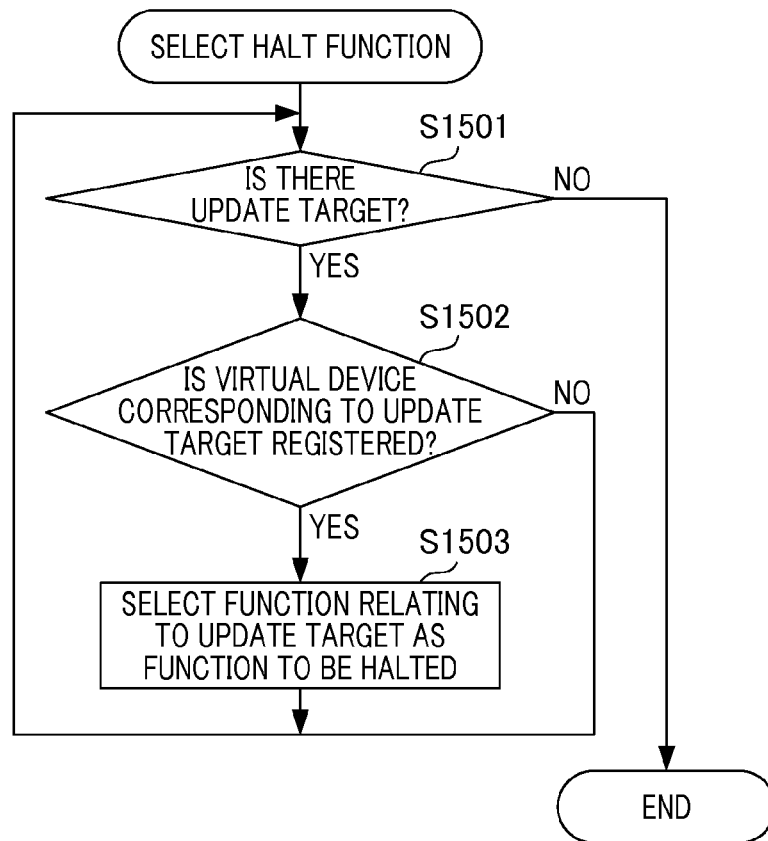 SELECT HALT FUNCTION
S1501
IS THERE
UPDATE TARGET?
NO
YES
S1502
IS VIRTUAL DEVICE
CORRESPONDING TO UPDATE
TARGET REGISTERED?
NO
YES
S1503
SELECT FUNCTION RELATING
TO UPDATE TARGET AS
FUNCTION TO BE HALTED
END